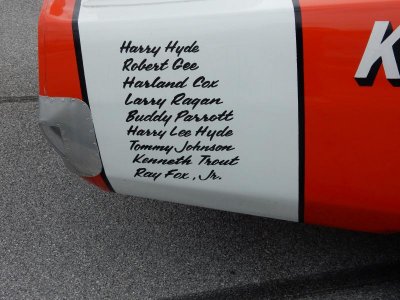 Harry Hyde
Robert Gee
Harland Cox
Larry Ragan
Buddy Parrott
Harry Lee Hyde
Tommy Johnson
Kenneth Trout
Ray Fox, Jr.
K